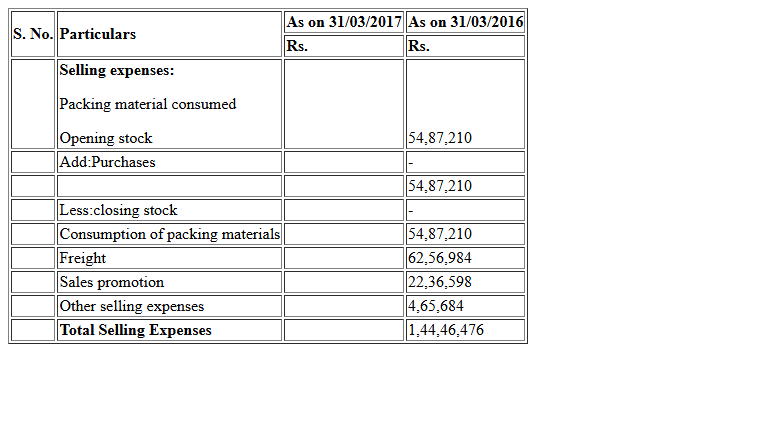 S. No. Particulars As on 31/03/2017 As on 31/03/2016
Rs. Rs.
Selling expenses:
Packing material consumed
Opening stock 54,87,210
Add:Purchases -
54,87,210
Less:closing stock -
Consumption of packing materials 54,87,210
Freight 62,56,984
Sales promotion 22,36,598
Other selling expenses 4,65,684
Total Selling Expenses 1,44,46,476